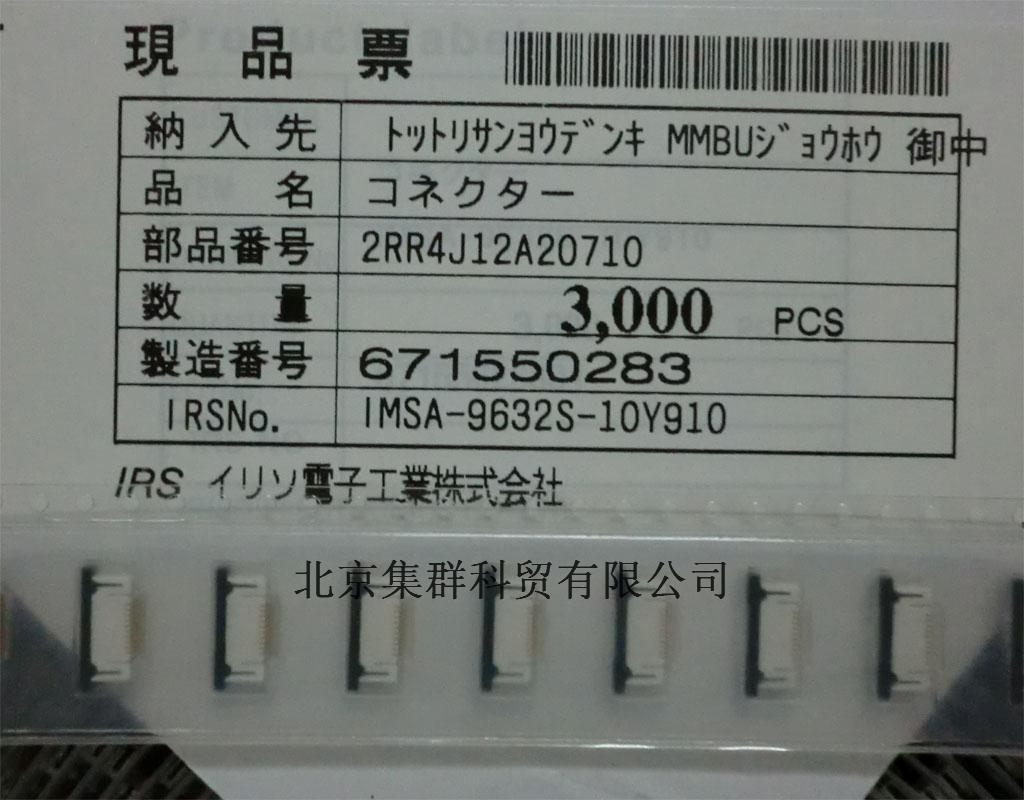 現品票
納入先 ﾄｯﾄﾘｻﾝﾖｳﾃﾞﾝｷ MMBUｼﾞｮｳﾎｳ 御中
品名 コネクター
部品番号 2RR4J12A20710
数量 3,000 PCS
製造番号 671550283
IRSNo. IMSA-9632S-10Y910
IRS イリソ電子工業株式会社
北京集群科贸有限公司